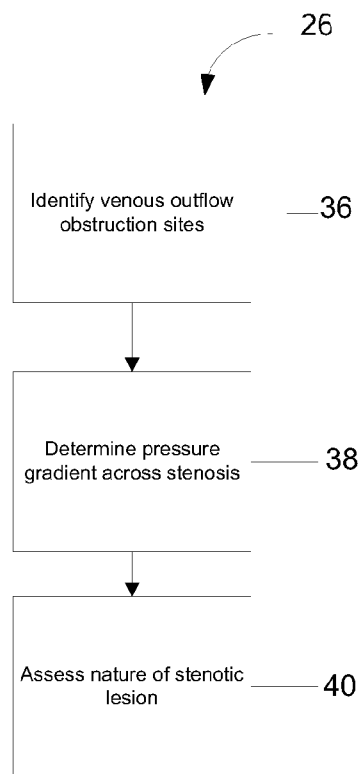 26
Identify venous outflow
obstruction sites
36
Determine pressure
gradient across stenosis
38
Assess nature of stenotic
lesion
40